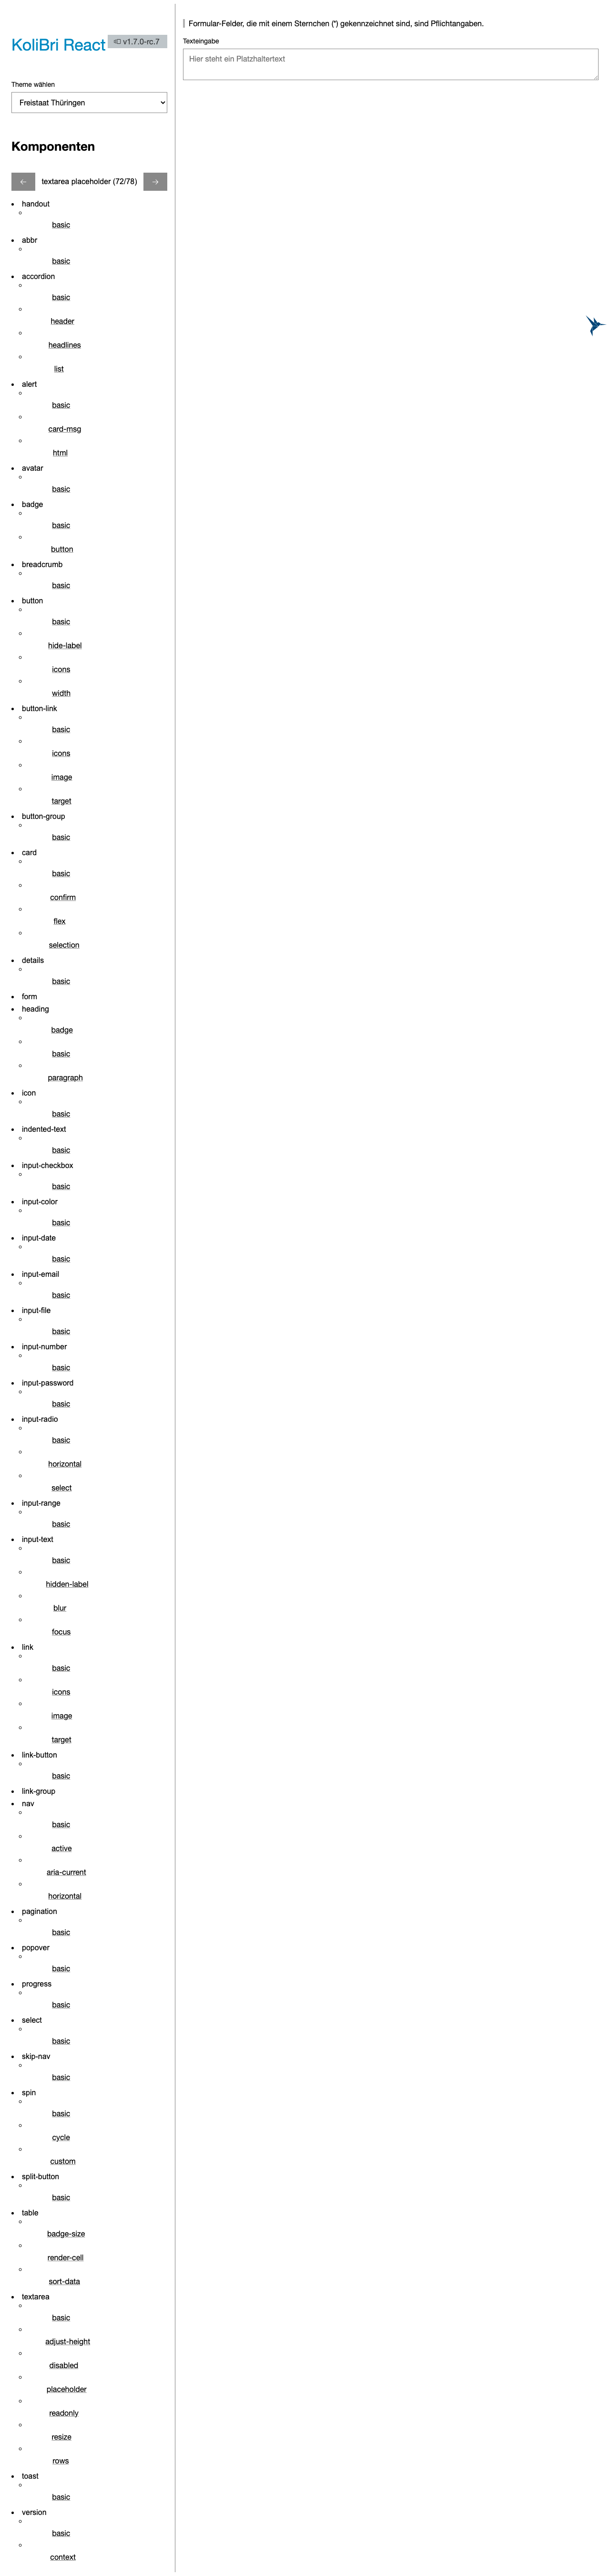 KoliBri React v1.7.0-rc.7
Theme wählen
Freistaat Thüringen
Komponenten
← textarea placeholder (72/78) →
handout
basic
abbr
basic
accordion
basic
header
headlines
list
alert
basic
card-msg
html
avatar
basic
badge
basic
button
breadcrumb
basic
button
basic
hide-label
icons
width
button-link
basic
icons
image
target
button-group
basic
card
basic
confirm
flex
selection
details
basic
form
heading
badge
basic
paragraph
icon
basic
indented-text
basic
input-checkbox
basic
input-color
basic
input-date
basic
input-email
basic
input-file
basic
input-number
basic
input-password
basic
input-radio
basic
horizontal
select
input-range
basic
input-text
basic
hidden-label
blur
focus
link
basic
icons
image
target
link-button
basic
link-group
nav
basic
active
aria-current
horizontal
pagination
basic
popover
basic
progress
basic
select
basic
skip-nav
basic
spin
basic
cycle
custom
split-button
basic
table
badge-size
render-cell
sort-data
textarea
basic
adjust-height
disabled
placeholder
readonly
resize
rows
toast
basic
version
basic
context
Formular-Felder, die mit einem Sternchen (*) gekennzeichnet sind, sind Pflichtangaben.
Texteingabe
Hier steht ein Platzhaltertext